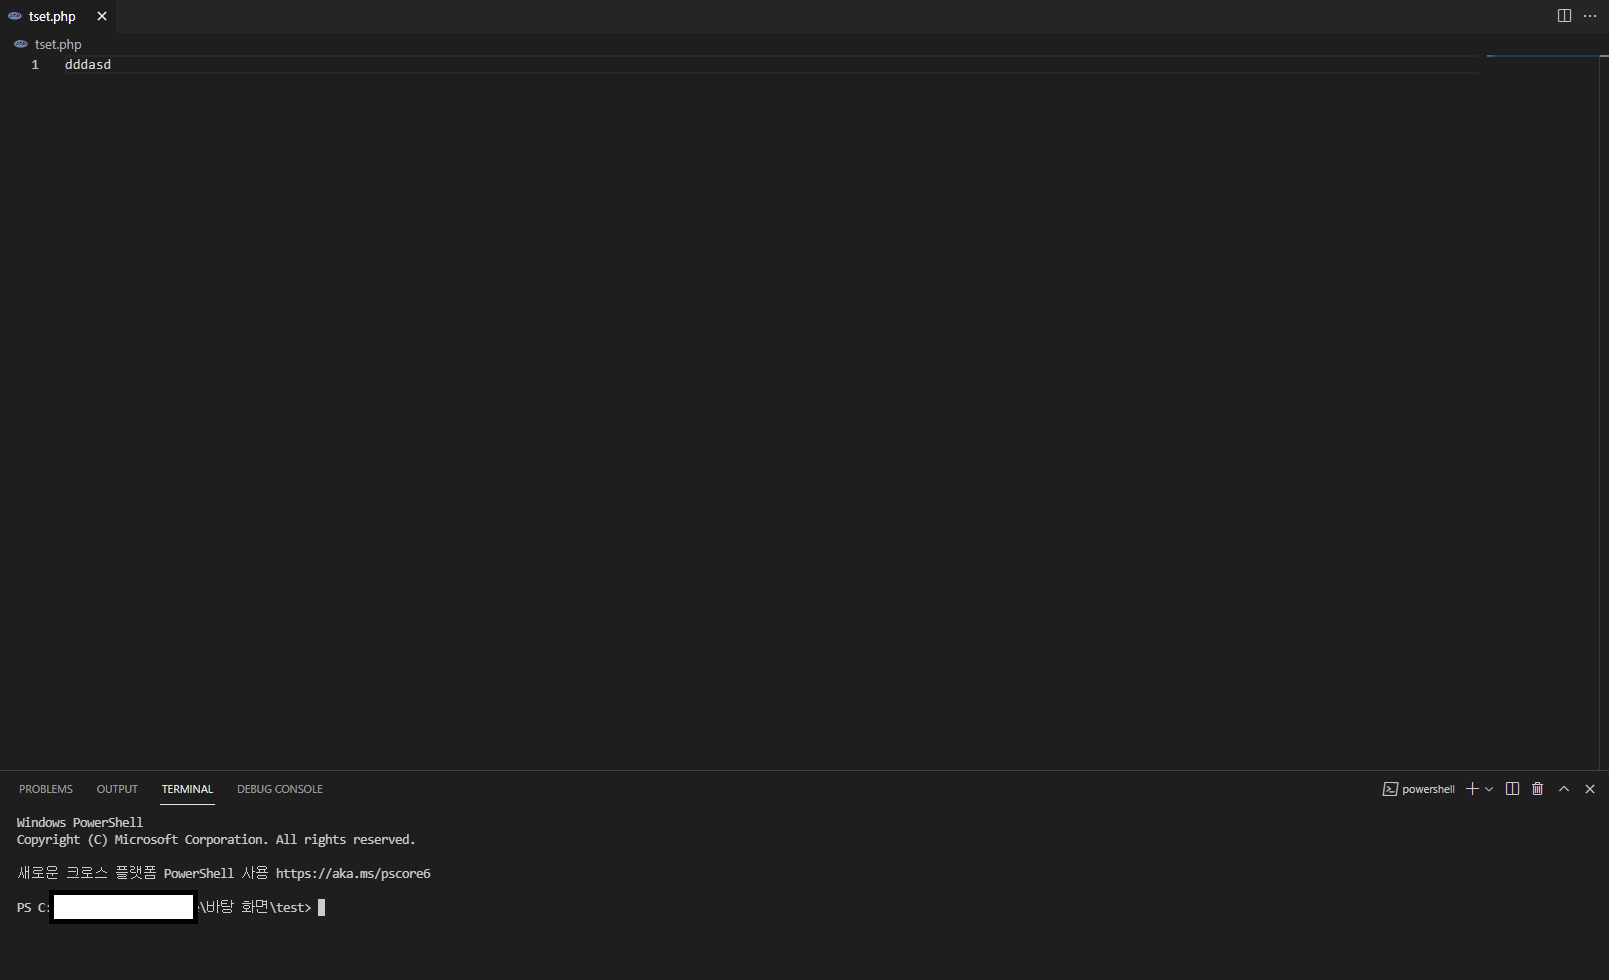 tset.php
tset.php
1 dddasd
PROBLEMS OUTPUT TERMINAL DEBUG CONSOLE powershell
Windows PowerShell
Copyright (C) Microsoft Corporation. All rights reserved.
새로운 크로스 플랫폼 PowerShell 사용 https://aka.ms/pscore6
PS C: \바탕 화면\test>